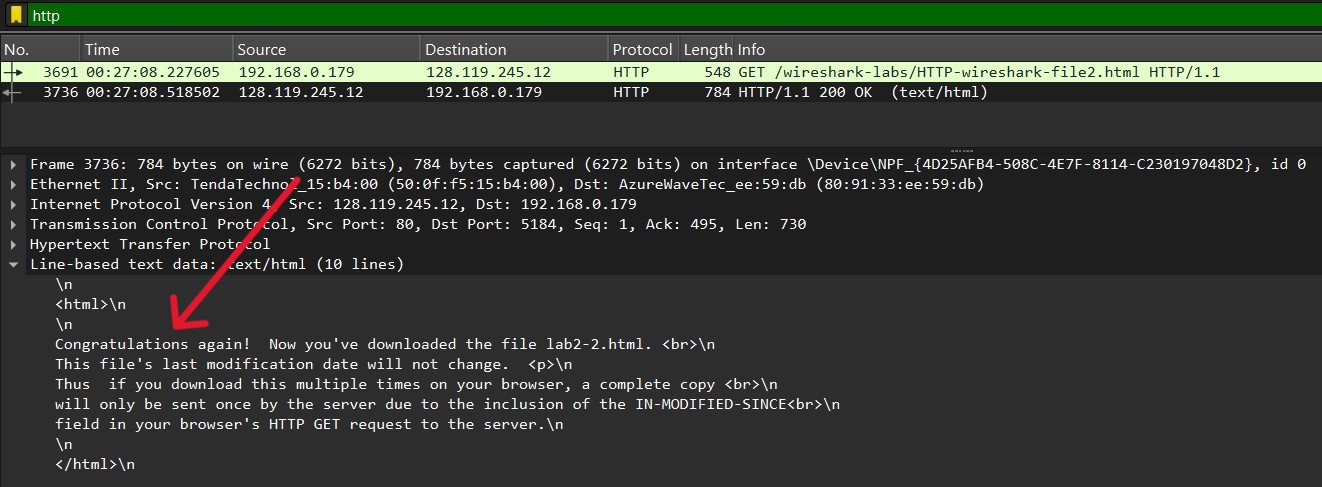 http
No. Time Source Destination Protocol Length Info
3691 00:27:08.227605 192.168.0.179 128.119.245.12 HTTP 548 GET /wireshark-labs/HTTP-wireshark-file2.html HTTP/1.1
3736 00:27:08.518502 128.119.245.12 192.168.0.179 HTTP 784 HTTP/1.1 200 OK (text/html)
Frame 3736: 784 bytes on wire (6272 bits), 784 bytes captured (6272 bits) on interface \Device\NPF_{4D25AFB4-508C-4E7F-8114-C230197048D2}, id 0
Ethernet II, Src: TendaTechnol_15:b4:00 (50:0f:f5:15:b4:00), Dst: AzureWaveTec_ee:59:db (80:91:33:ee:59:db)
Internet Protocol Version 4, Src: 128.119.245.12, Dst: 192.168.0.179
Transmission Control Protocol, Src Port: 80, Dst Port: 5184, Seq: 1, Ack: 495, Len: 730
Hypertext Transfer Protocol
Line-based text data: text/html (10 lines)
\n
<html>\n
\n
Congratulations again!  Now you've downloaded the file lab2-2.html. <br>\n
This file's last modification date will not change.  <p>\n
Thus  if you download this multiple times on your browser, a complete copy <br>\n
will only be sent once by the server due to the inclusion of the IN-MODIFIED-SINCE<br>\n
field in your browser's HTTP GET request to the server.\n
\n
</html>\n